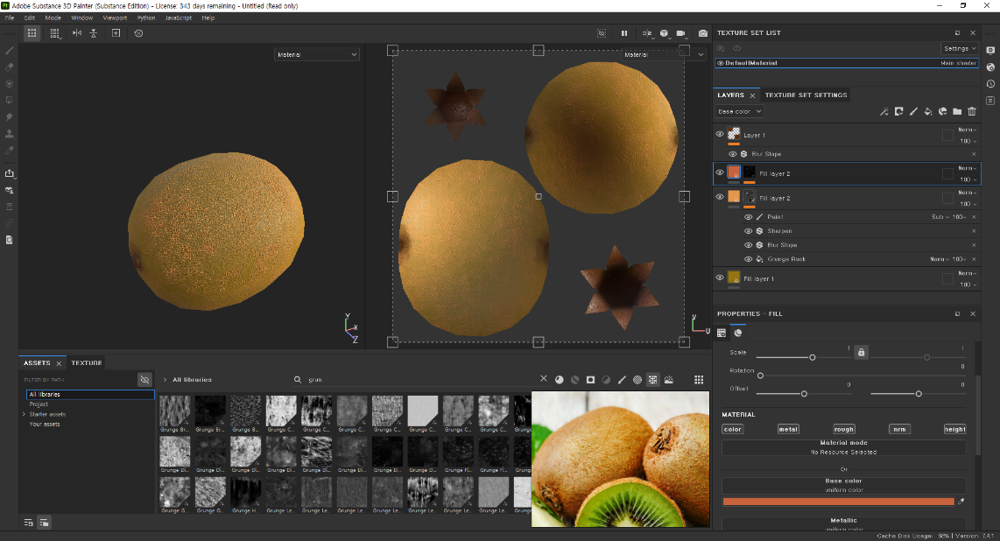 Adobe Substance 3D Painter (Substance Edition) - License: 343 days remaining - Untitled (Read only)
File Edit Mode Window Viewport Python JavaScript Help
Material
Material
Y
X
Z
V
U
TEXTURE SET LIST
Settings
DefaultMaterial Main shader
LAYERS TEXTURE SET SETTINGS
Base color
Layer 1 Norm 100
Blur Slope
Fill layer 2 Norm 100
Fill layer 2 Norm 100
Paint Sub 100
Sharpen
Blur Slope
Grunge Rock Norm 100
Fill layer 1 Norm 100
PROPERTIES - FILL
Scale 1 1
Rotation 0
Offset 0 0
MATERIAL
color metal rough nrm height
Material mode
No Resource Selected
Or
Base color
uniform color
Metallic
uniform color
ASSETS TEXTURE
FILTER BY PATH
All libraries
Project
Starter assets
Your assets
All libraries grun
Grunge Br... Grunge Br... Grunge B... Grunge C... Grunge C... Grunge C... Grunge C... Grunge C... Grunge C... Grunge C...
Grunge Di... Grunge Di... Grunge Di... Grunge Di... Grunge Di... Grunge Di... Grunge D... Grunge D... Grunge Fi... Grunge Fi...
Grunge G... Grunge G... Grunge H... Grunge Le... Grunge Le... Grunge Le... Grunge Le... Grunge Le... Grunge Le... Grunge Le...
Cache Disk Usage: 88% | Version: 7.4.1